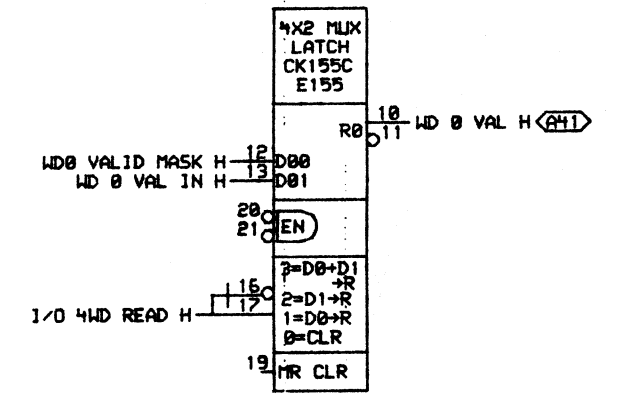 4X2 MUX
LATCH
CK155C
E155
10
R0
WD 0 VAL H
A41
11
12
WD0 VALID MASK H
D00
13
WD 0 VAL IN H
D01
20
21
EN
3=D0+D1
→R
16
2=D1→R
17
I/O 4WD READ H
1=D0→R
0=CLR
19
MR CLR